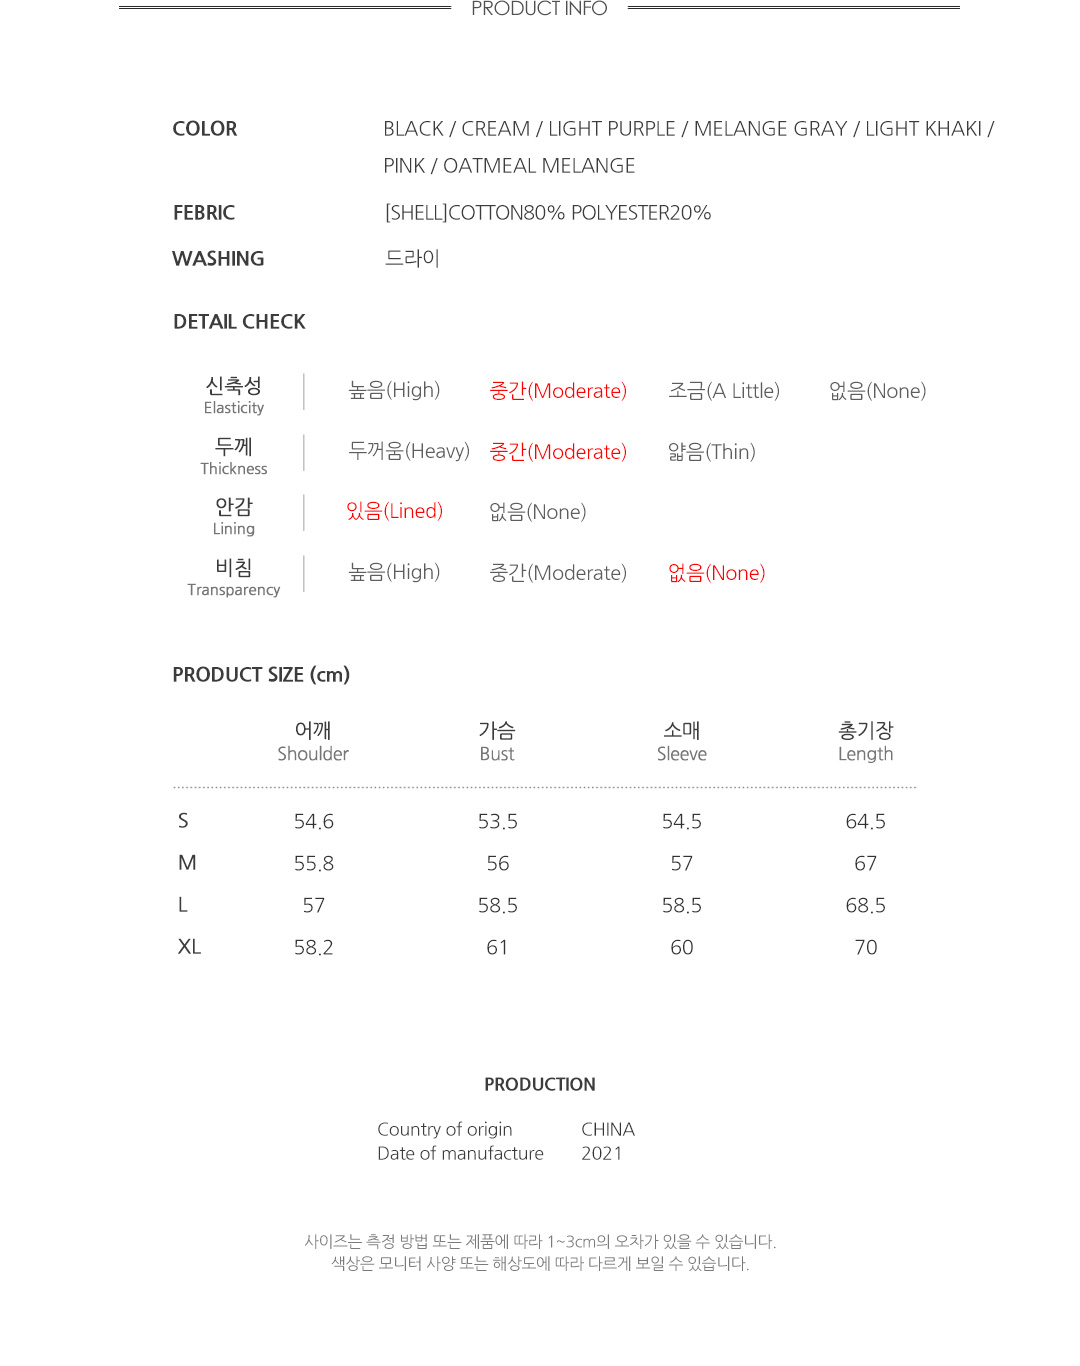 PRODUCT INFO
COLOR BLACK / CREAM / LIGHT PURPLE / MELANGE GRAY / LIGHT KHAKI /
PINK / OATMEAL MELANGE
FEBRIC [SHELL]COTTON80% POLYESTER20%
WASHING 드라이
DETAIL CHECK
신축성 높음(High) 중간(Moderate) 조금(A Little) 없음(None)
Elasticity
두께 두꺼움(Heavy) 중간(Moderate) 얇음(Thin)
Thickness
안감 있음(Lined) 없음(None)
Lining
비침 높음(High) 중간(Moderate) 없음(None)
Transparency
PRODUCT SIZE (cm)
어깨 가슴 소매 총기장
Shoulder Bust Sleeve Length
S 54.6 53.5 54.5 64.5
M 55.8 56 57 67
L 57 58.5 58.5 68.5
XL 58.2 61 60 70
PRODUCTION
Country of origin CHINA
Date of manufacture 2021
사이즈는 측정 방법 또는 제품에 따라 1~3cm의 오차가 있을 수 있습니다.
색상은 모니터 사양 또는 해상도에 따라 다르게 보일 수 있습니다.